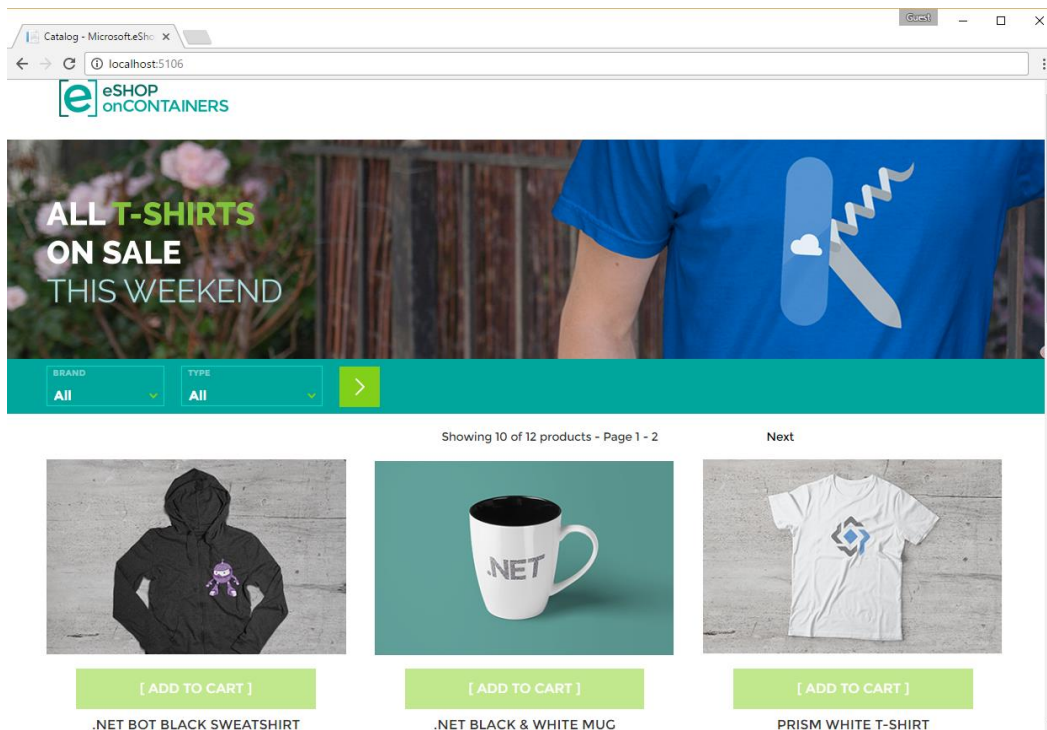 Guest
Catalog - Microsoft.eSho
localhost:5106
eSHOP
onCONTAINERS
ALL T-SHIRTS
ON SALE
THIS WEEKEND
BRAND
TYPE
All
All
Showing 10 of 12 products - Page 1 - 2
Next
.NET
[ ADD TO CART ]
[ ADD TO CART ]
[ ADD TO CART ]
.NET BOT BLACK SWEATSHIRT
.NET BLACK & WHITE MUG
PRISM WHITE T-SHIRT